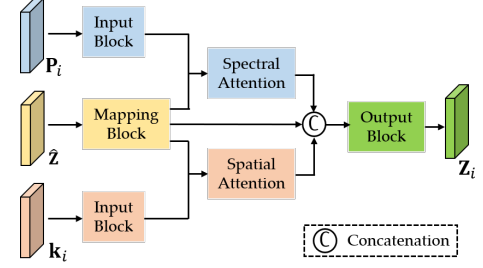 Input
Block
P_i
Spectral
Attention
Mapping
Block
Ẑ
C
Output
Block
Z_i
Spatial
Attention
Input
Block
k_i
C Concatenation